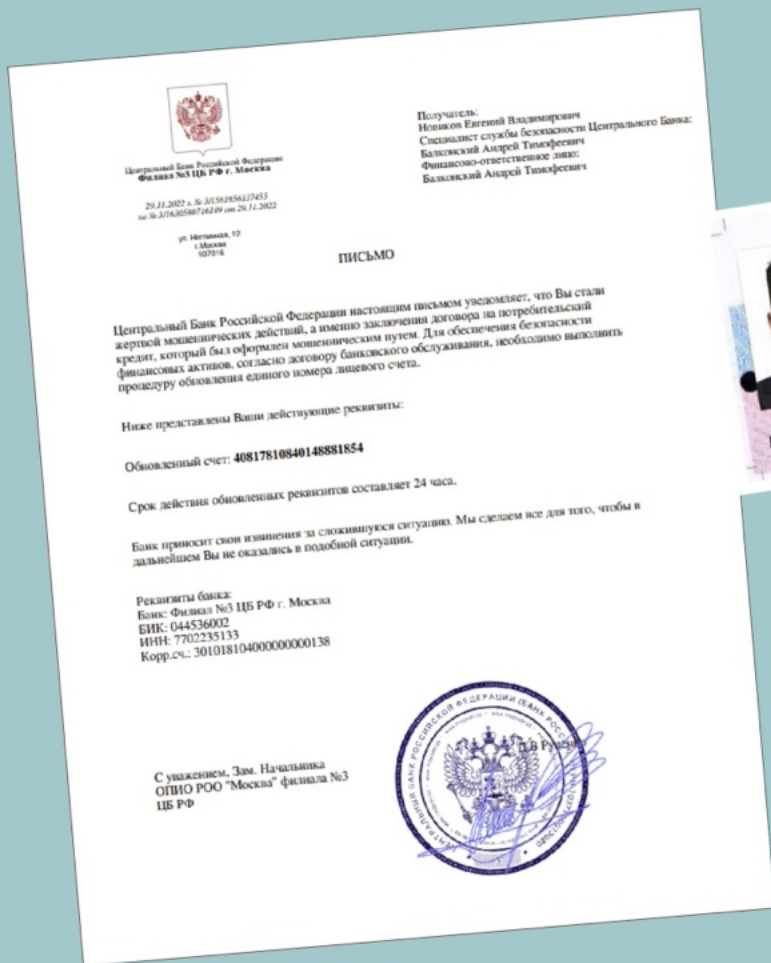 Центральный Банк Российской Федерации
Филиал №3 ЦБ РФ г. Москва
29.11.2022 г. № 3/1581856117453
на № 3/1630580716149 от 29.11.2022
ул. Неглинная, 12
г.Москва
107016
Получатель:
Новиков Евгений Владимирович
Специалист службы безопасности Центрального Банка:
Балконский Андрей Тимофеевич
Финансово-ответственное лицо:
Балконский Андрей Тимофеевич
ПИСЬМО
Центральный Банк Российской Федерации настоящим письмом уведомляет, что Вы стали
жертвой мошеннических действий, а именно заключения договора на потребительский
кредит, который был оформлен мошенническим путем. Для обеспечения безопасности
финансовых активов, согласно договору банковского обслуживания, необходимо выполнить
процедуру обновления единого номера лицевого счета.
Ниже представлены Ваши действующие реквизиты:
Обновленный счет: 40817810840148881854
Срок действия обновленных реквизитов составляет 24 часа.
Банк приносит свои извинения за сложившуюся ситуацию. Мы сделаем все для того, чтобы в
дальнейшем Вы не оказались в подобной ситуации.
Реквизиты банка:
Банк: Филиал №3 ЦБ РФ г. Москва
БИК: 044536002
ИНН: 7702235133
Корр.сч.: 301018104000000000138
С уважением, Зам. Начальника
ОПИО РОО "Москва" филиала №3
ЦБ РФ
ЦЕНТРАЛЬНЫЙ БАНК РОССИЙСКОЙ ФЕДЕРАЦИИ (БАНК